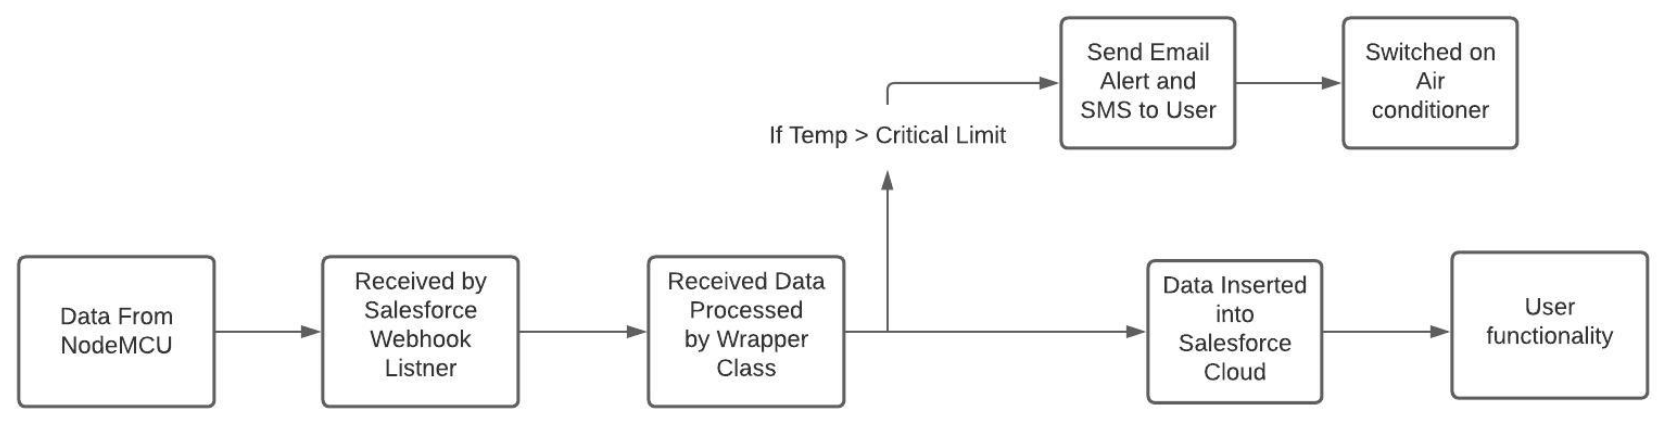 Send Email
Alert and
SMS to User
Switched on
Air
conditioner
If Temp > Critical Limit
Data From
NodeMCU
Received by
Salesforce
Webhook
Listner
Received Data
Processed
by Wrapper
Class
Data Inserted
into
Salesforce
Cloud
User
functionality